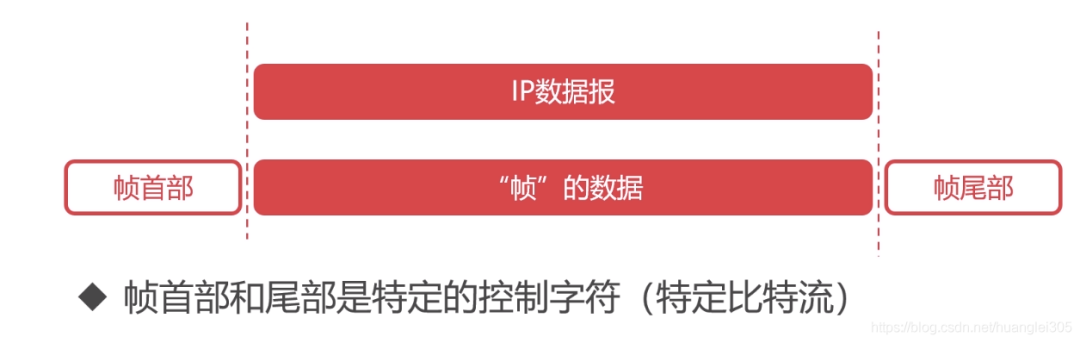 IP数据报
帧首部
“帧”的数据
帧尾部
◆ 帧首部和尾部是特定的控制字符（特定比特流）
https://blog.csdn.net/huanglei305